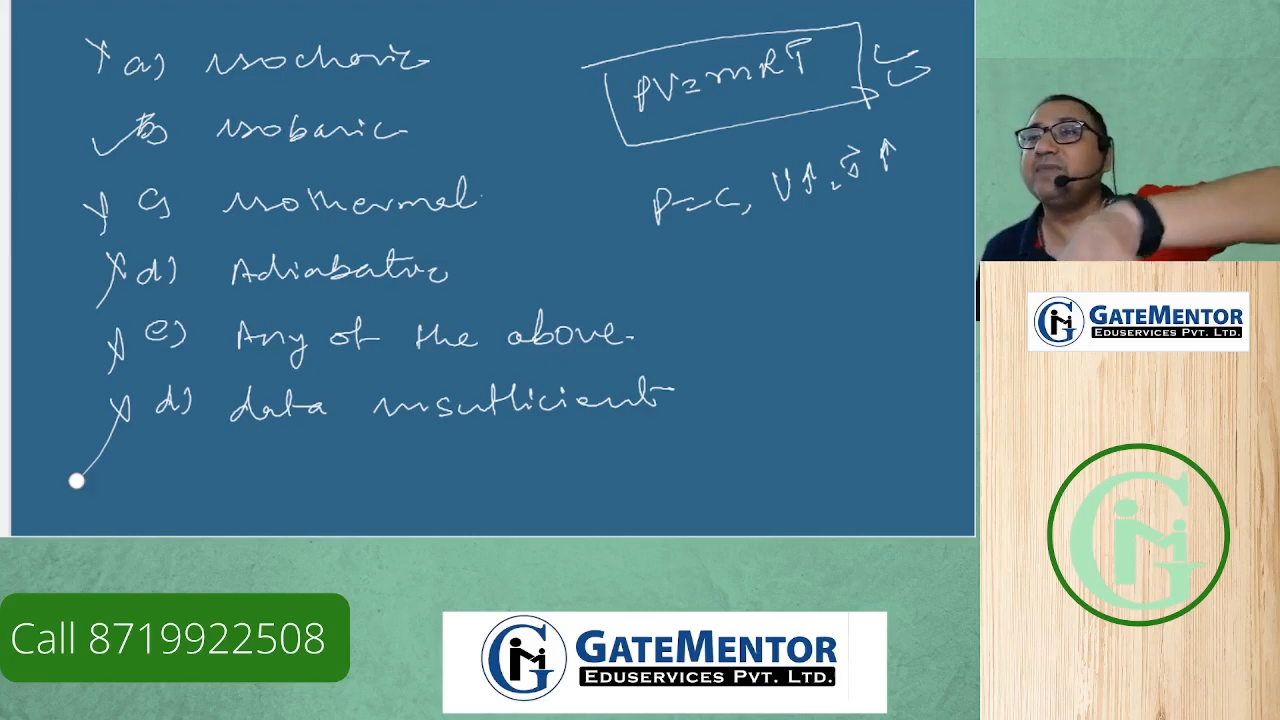 a) isochoric
b) isobaric
c) isothermal
d) Adiabatic
e) Any of the above.
d) data insufficient
PV=mRT
P=C, V↑,
GATEMENTOR
EDUSERVICES PVT. LTD.
Call 8719922508
GATEMENTOR
EDUSERVICES PVT. LTD.